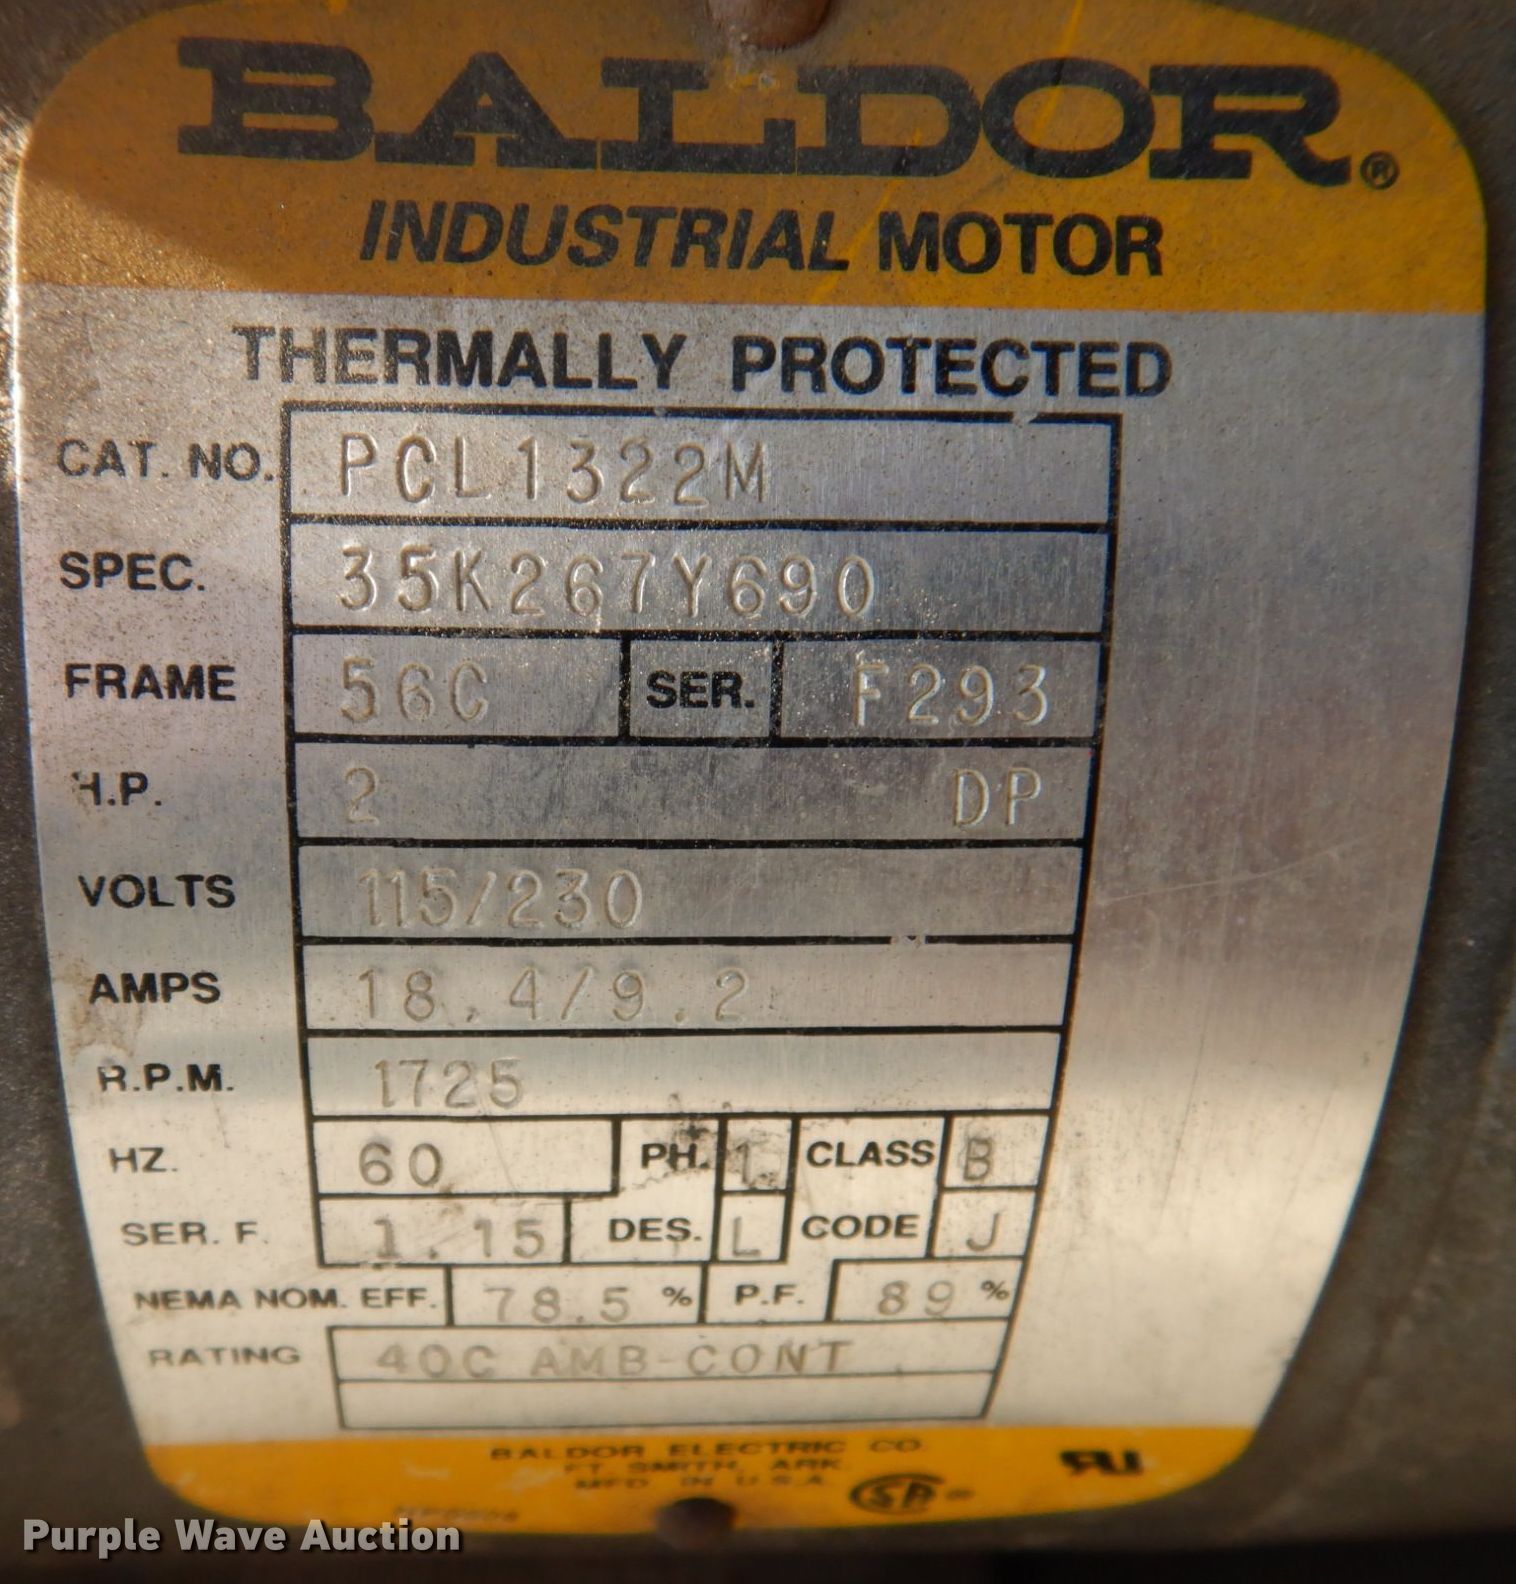 BALDOR®
INDUSTRIAL MOTOR
THERMALLY PROTECTED
CAT. NO. PCL1322M
SPEC. 35K267Y690
FRAME 56C SER. F293
H.P. 2 DP
VOLTS 115/230
AMPS 18.4/9.2
R.P.M. 1725
HZ. 60 PH. 1 CLASS B
SER. F. 1.15 DES. L CODE J
NEMA NOM. EFF. 78.5 % P.F. 89 %
RATING 40C AMB-CONT
BALDOR ELECTRIC CO.
FT. SMITH, ARK.
MFD IN U.S.A.
Purple Wave Auction